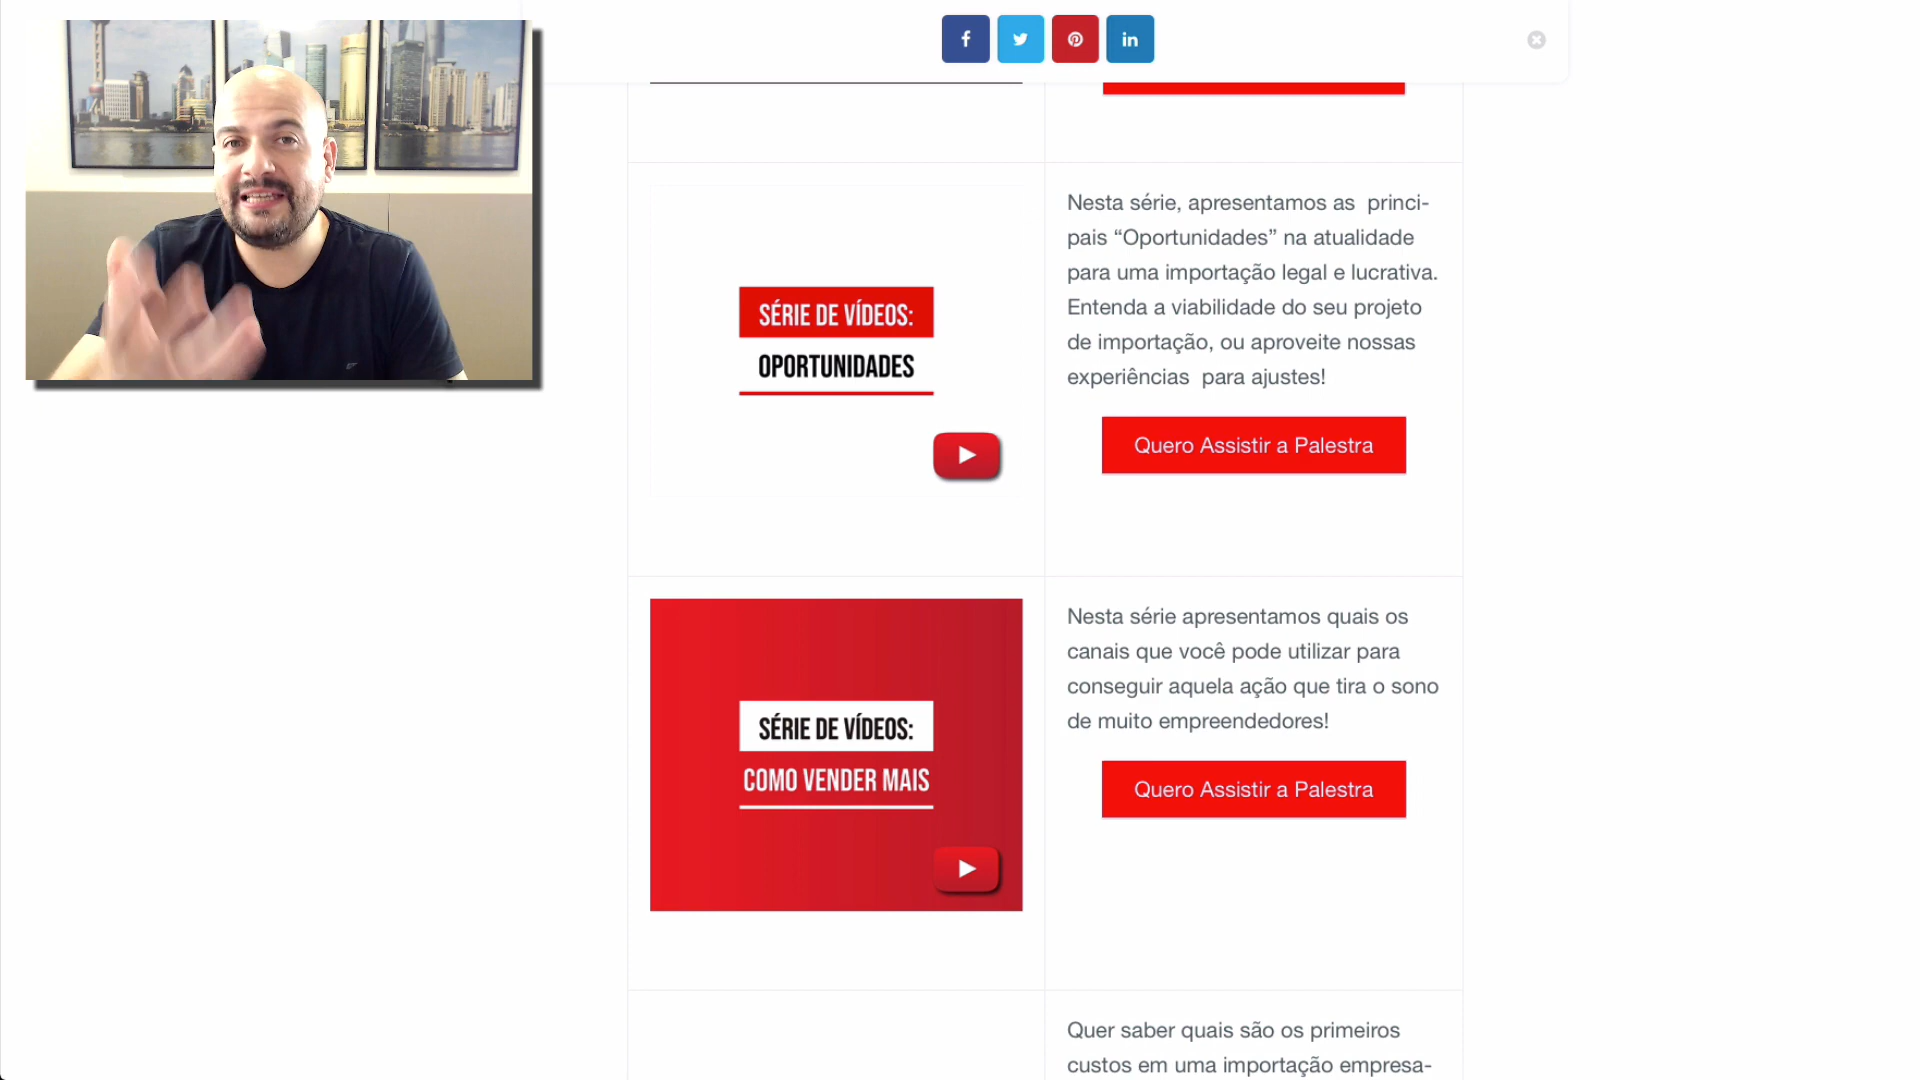 Nesta série, apresentamos as princi-
pais “Oportunidades” na atualidade
para uma importação legal e lucrativa.
Entenda a viabilidade do seu projeto
de importação, ou aproveite nossas
experiências para ajustes!
SÉRIE DE VÍDEOS:
OPORTUNIDADES
Quero Assistir a Palestra
Nesta série apresentamos quais os
canais que você pode utilizar para
conseguir aquela ação que tira o sono
de muito empreendedores!
SÉRIE DE VÍDEOS:
COMO VENDER MAIS
Quero Assistir a Palestra
Quer saber quais são os primeiros
custos em uma importação empresa-